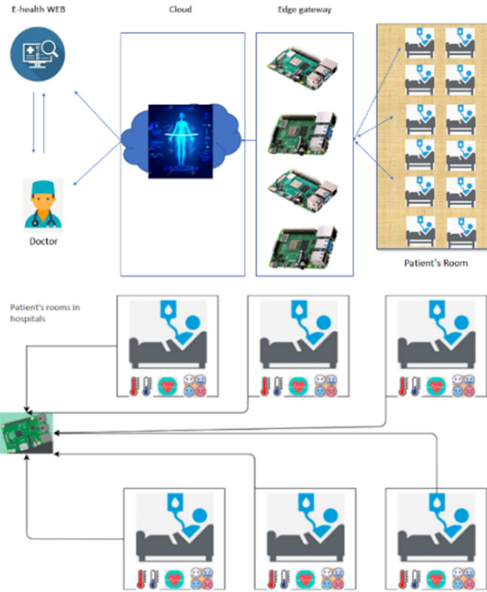 E-health WEB
Cloud
Edge gateway
Doctor
Patient's Room
Patient's rooms in
hospitals